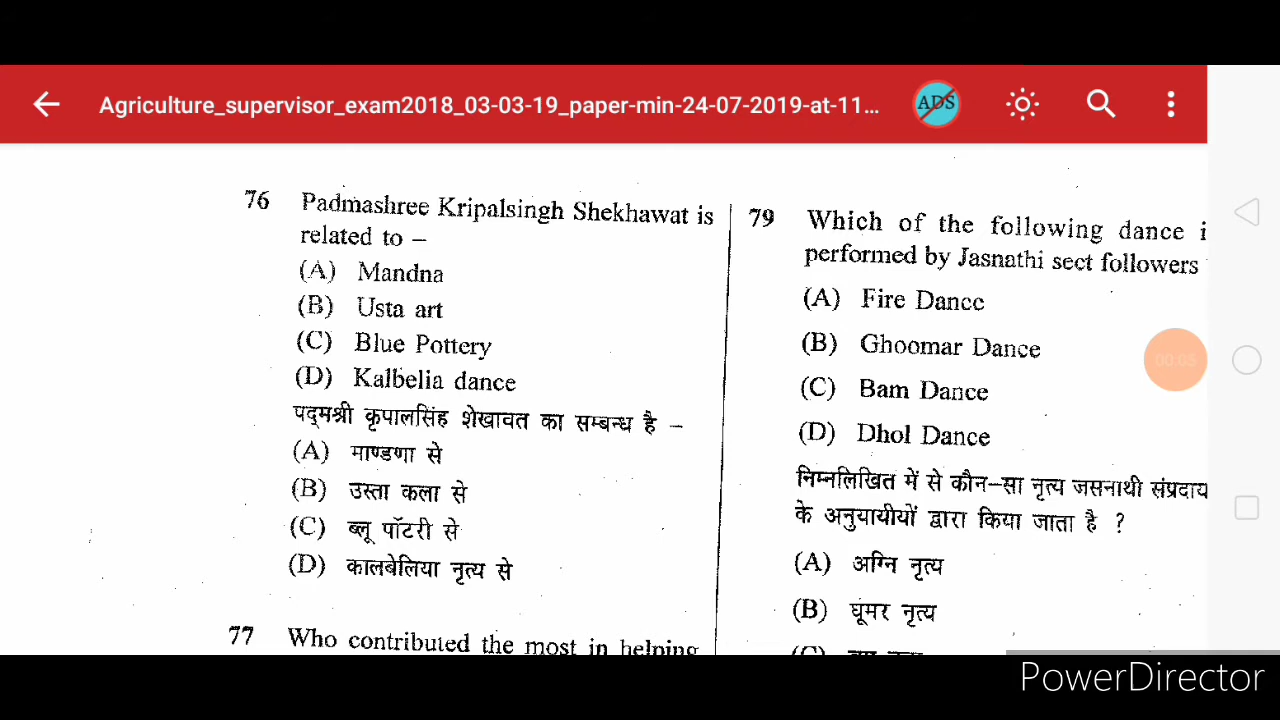 Agriculture_supervisor_exam2018_03-03-19_paper-min-24-07-2019-at-11...
ADS
76 Padmashree Kripalsingh Shekhawat is
related to –
(A) Mandna
(B) Usta art
(C) Blue Pottery
(D) Kalbelia dance
पद्मश्री कृपालसिंह शेखावत का सम्बन्ध है –
(A) माण्डणा से
(B) उस्ता कला से
(C) ब्लू पॉटरी से
(D) कालबेलिया नृत्य से
77 Who contributed the most in helping
79 Which of the following dance i
performed by Jasnathi sect followers
(A) Fire Dance
(B) Ghoomar Dance
(C) Bam Dance
(D) Dhol Dance
निम्नलिखित में से कौन–सा नृत्य जसनाथी संप्रदाय
के अनुयायीयों द्वारा किया जाता है ?
(A) अग्नि नृत्य
(B) घूमर नृत्य
(C)
00:05
PowerDirector